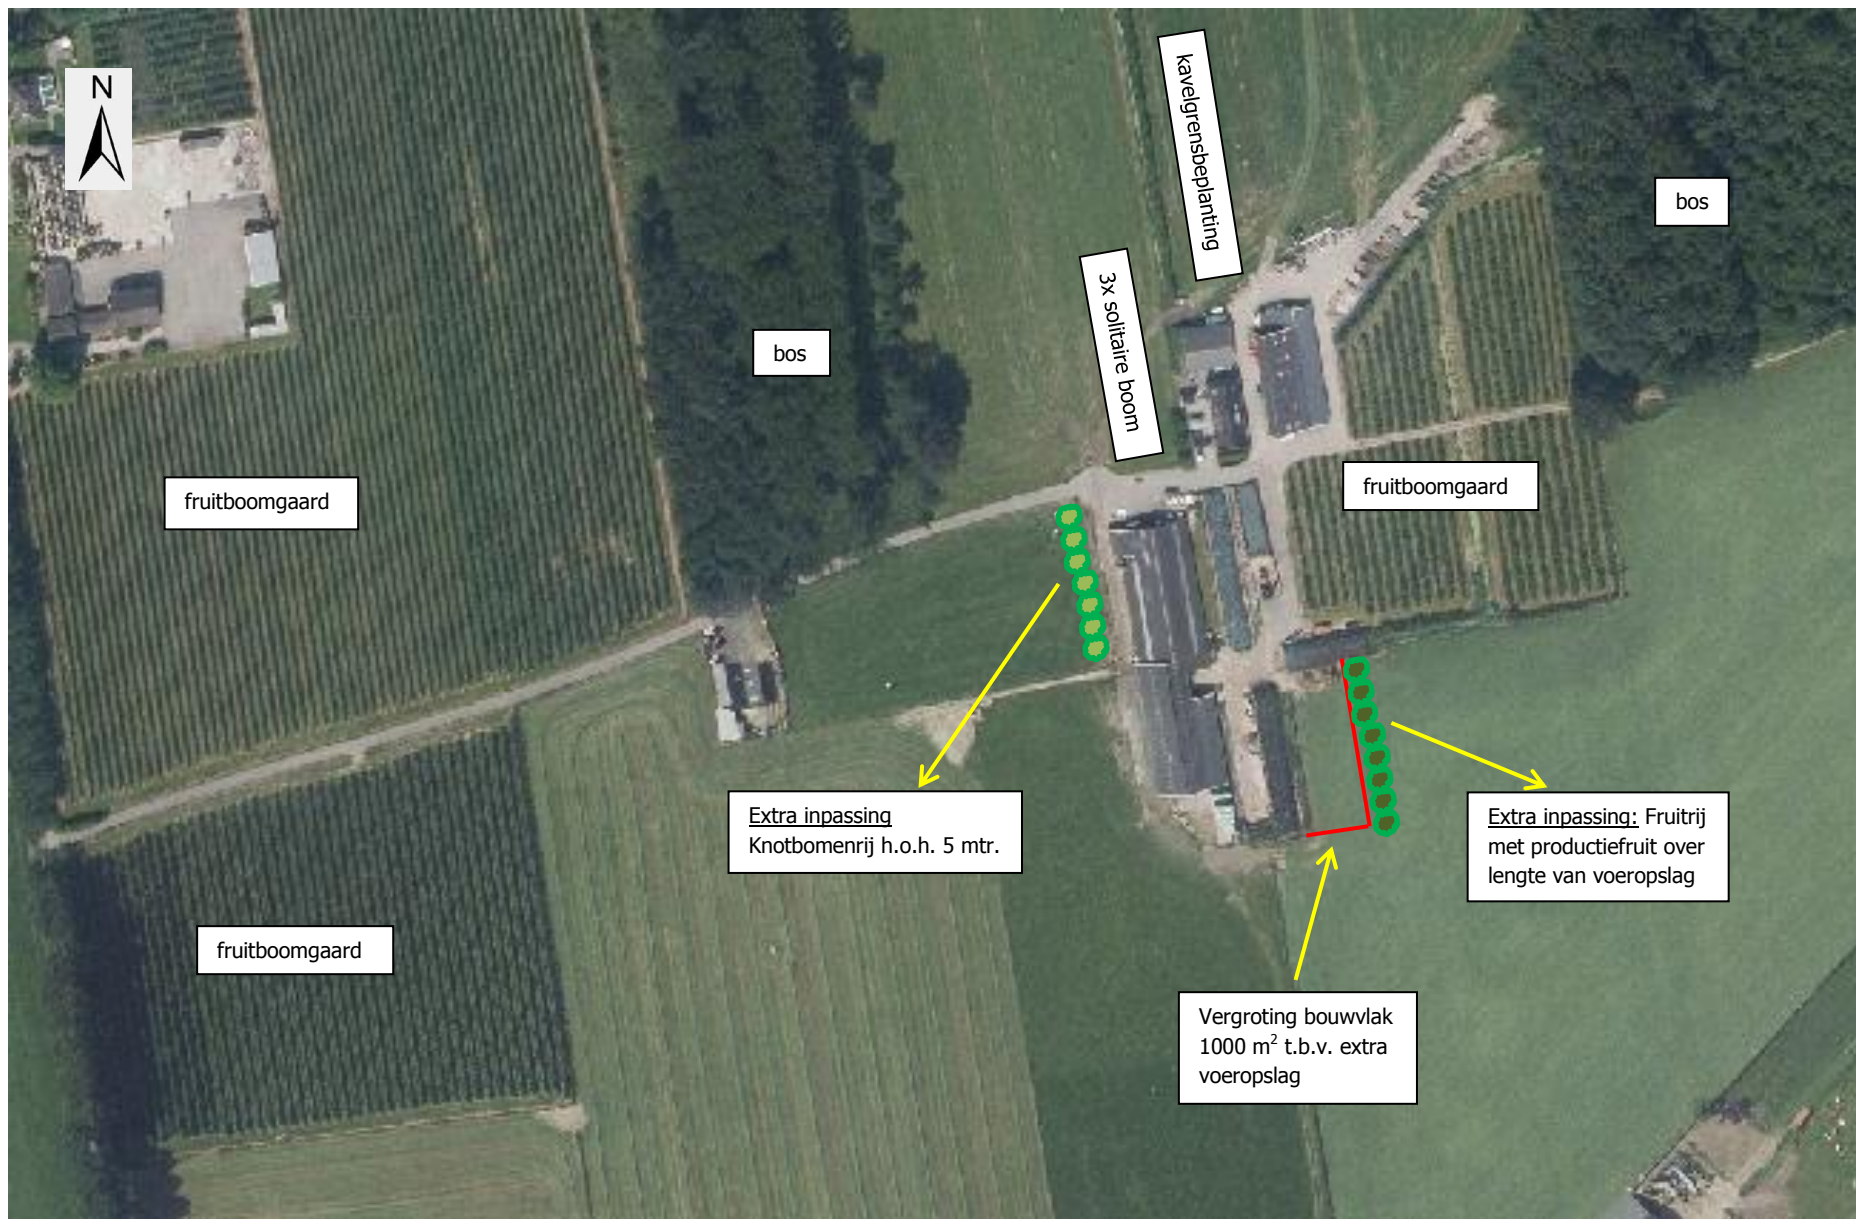 N
kavelgrensbeplanting
bos
3x solitaire boom
bos
fruitboomgaard
fruitboomgaard
Extra inpassing
Knotbomenrij h.o.h. 5 mtr.
Extra inpassing: Fruitrij
met productiefruit over
lengte van voeropslag
fruitboomgaard
Vergroting bouwvlak
1000 m² t.b.v. extra
voeropslag